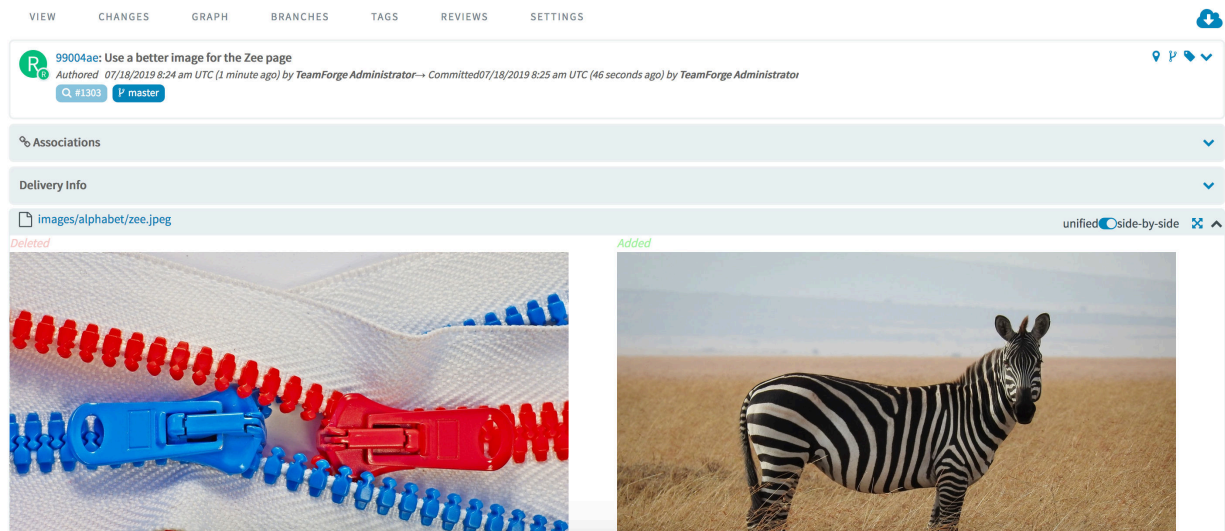 VIEW CHANGES GRAPH BRANCHES TAGS REVIEWS SETTINGS
R R 99004ae: Use a better image for the Zee page
Authored 07/18/2019 8:24 am UTC (1 minute ago) by TeamForge Administrator→ Committed07/18/2019 8:25 am UTC (46 seconds ago) by TeamForge Administrator
#1303 master
Associations
Delivery Info
images/alphabet/zee.jpeg unified side-by-side
Deleted Added